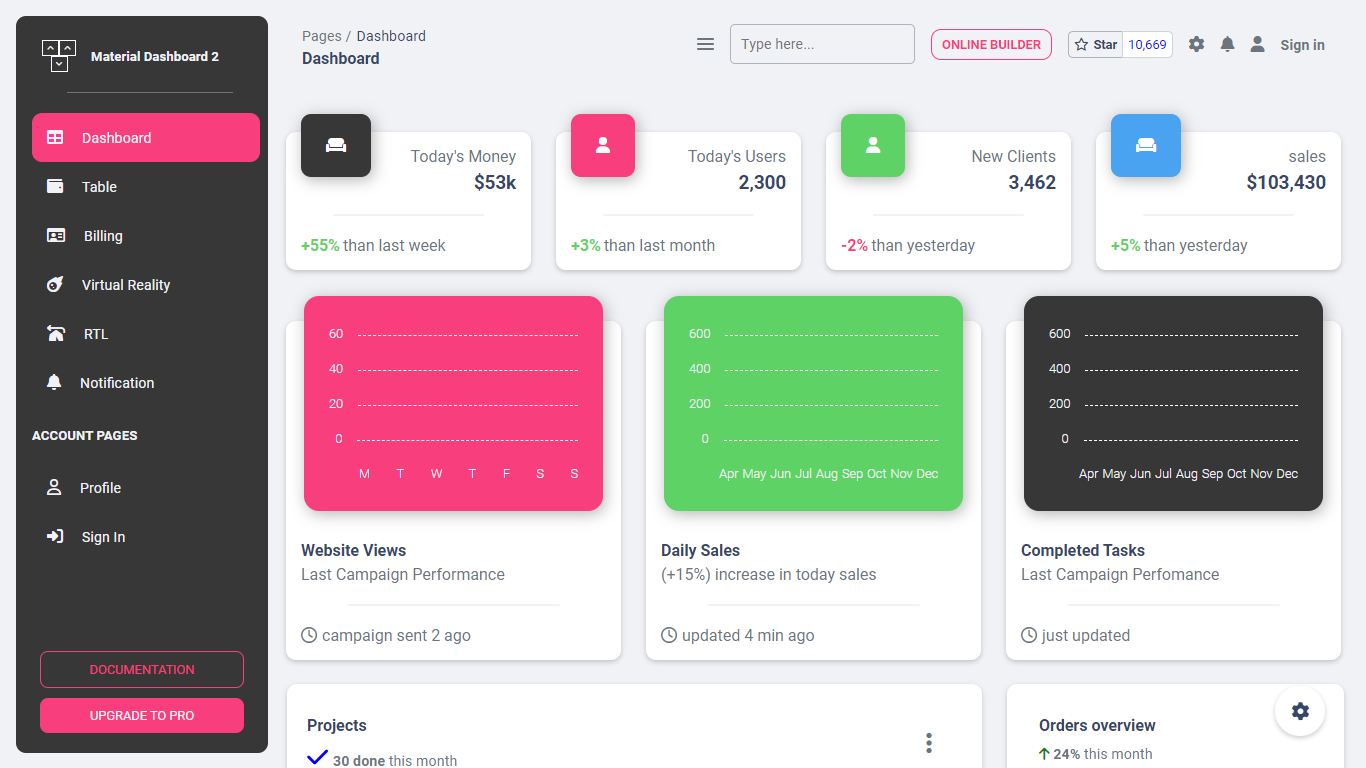 Material Dashboard 2
Dashboard
Table
Billing
Virtual Reality
RTL
Notification
ACCOUNT PAGES
Profile
Sign In
DOCUMENTATION
UPGRADE TO PRO
Pages / Dashboard
Dashboard
Type here...
ONLINE BUILDER
Star 10,669
Sign in
Today's Money
$53k
+55% than last week
Today's Users
2,300
+3% than last month
New Clients
3,462
-2% than yesterday
sales
$103,430
+5% than yesterday
60
40
20
0
M T W T F S S
Website Views
Last Campaign Performance
campaign sent 2 ago
600
400
200
0
Apr May Jun Jul Aug Sep Oct Nov Dec
Daily Sales
(+15%) increase in today sales
updated 4 min ago
600
400
200
0
Apr May Jun Jul Aug Sep Oct Nov Dec
Completed Tasks
Last Campaign Perfomance
just updated
Projects
30 done this month
Orders overview
24% this month